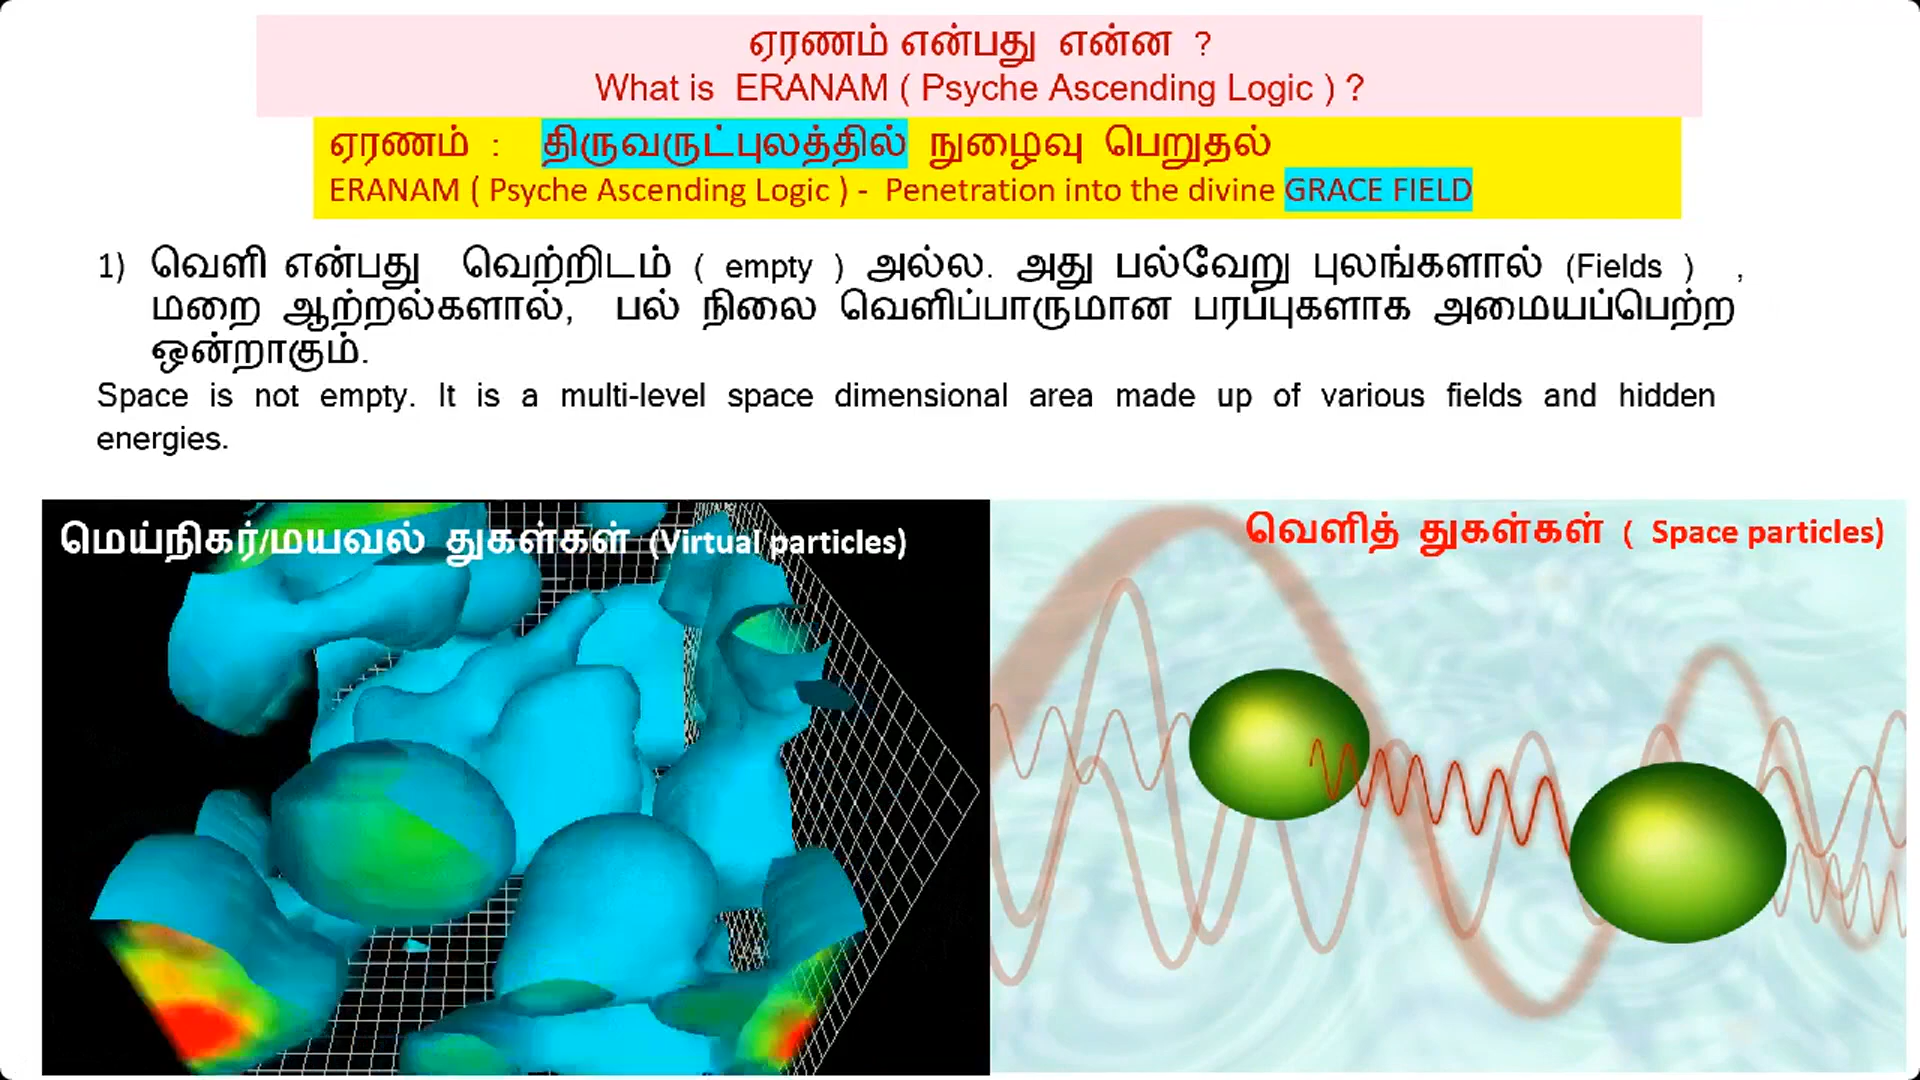 ஏரணம் என்பது என்ன ?
What is ERANAM ( Psyche Ascending Logic ) ?
ஏரணம் : திருவருட்புலத்தில் நுழைவு பெறுதல்
ERANAM ( Psyche Ascending Logic ) - Penetration into the divine GRACE FIELD
1) வெளி என்பது வெற்றிடம் ( empty ) அல்ல. அது பல்வேறு புலங்களால் (Fields ) ,
மறை ஆற்றல்களால், பல் நிலை வெளிப்பாருமான பரப்புகளாக அமையப்பெற்ற
ஒன்றாகும்.
Space is not empty. It is a multi-level space dimensional area made up of various fields and hidden
energies.
மெய்நிகர்/மயவல் துகள்கள் (Virtual particles)
வெளித் துகள்கள் ( Space particles)